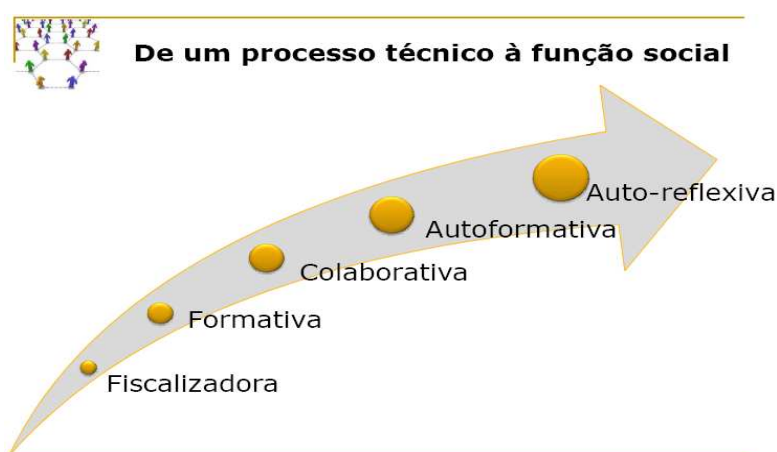 De um processo técnico à função social
Auto-reflexiva
Autoformativa
Colaborativa
Formativa
Fiscalizadora